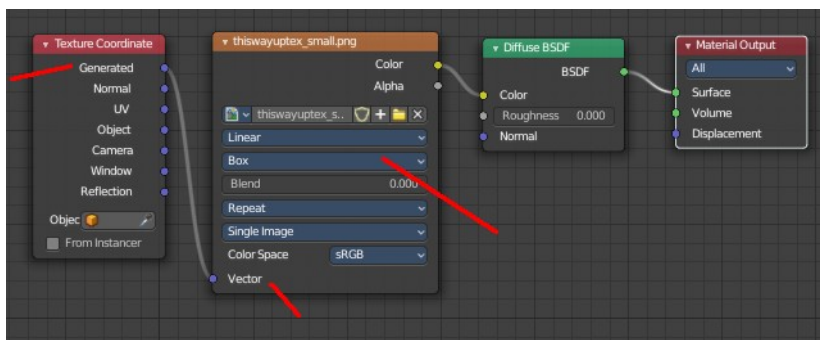 Texture Coordinate
Generated
Normal
UV
Object
Camera
Window
Reflection
Objec
From Instancer
thiswayuptex_small.png
Color
Alpha
thiswayuptex_s..
Linear
Box
Blend 0.000
Repeat
Single Image
Color Space sRGB
Vector
Diffuse BSDF
BSDF
Color
Roughness 0.000
Normal
Material Output
All
Surface
Volume
Displacement